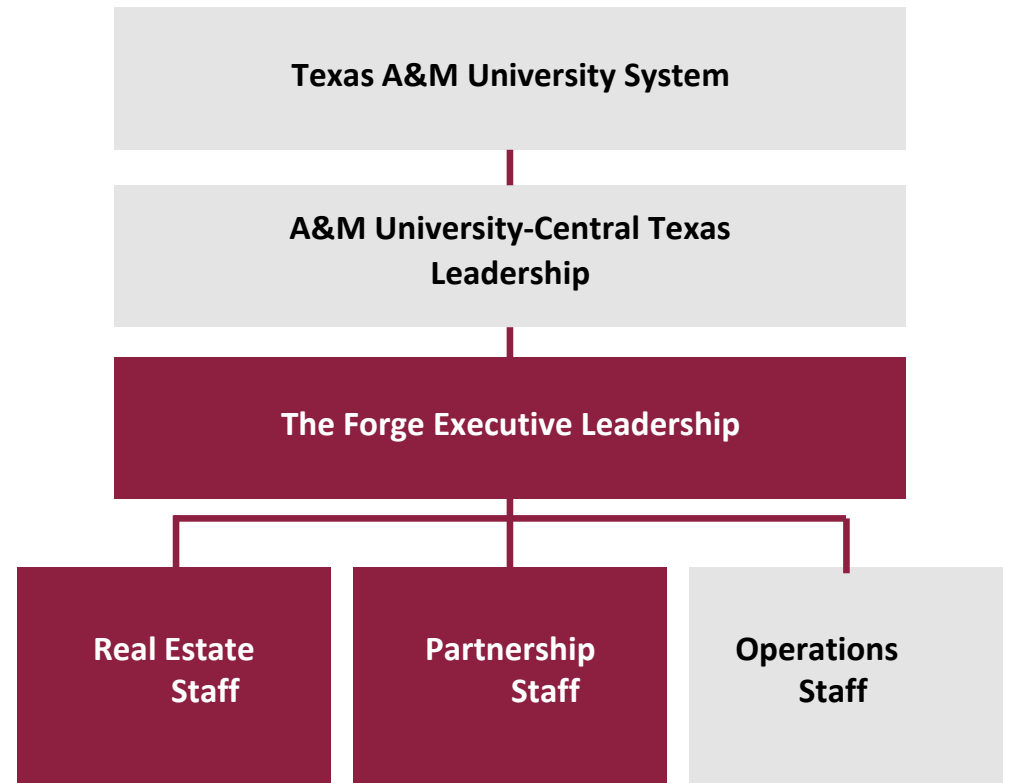 Texas A&M University System
A&M University-Central Texas
Leadership
The Forge Executive Leadership
Real Estate
Staff
Partnership
Staff
Operations
Staff